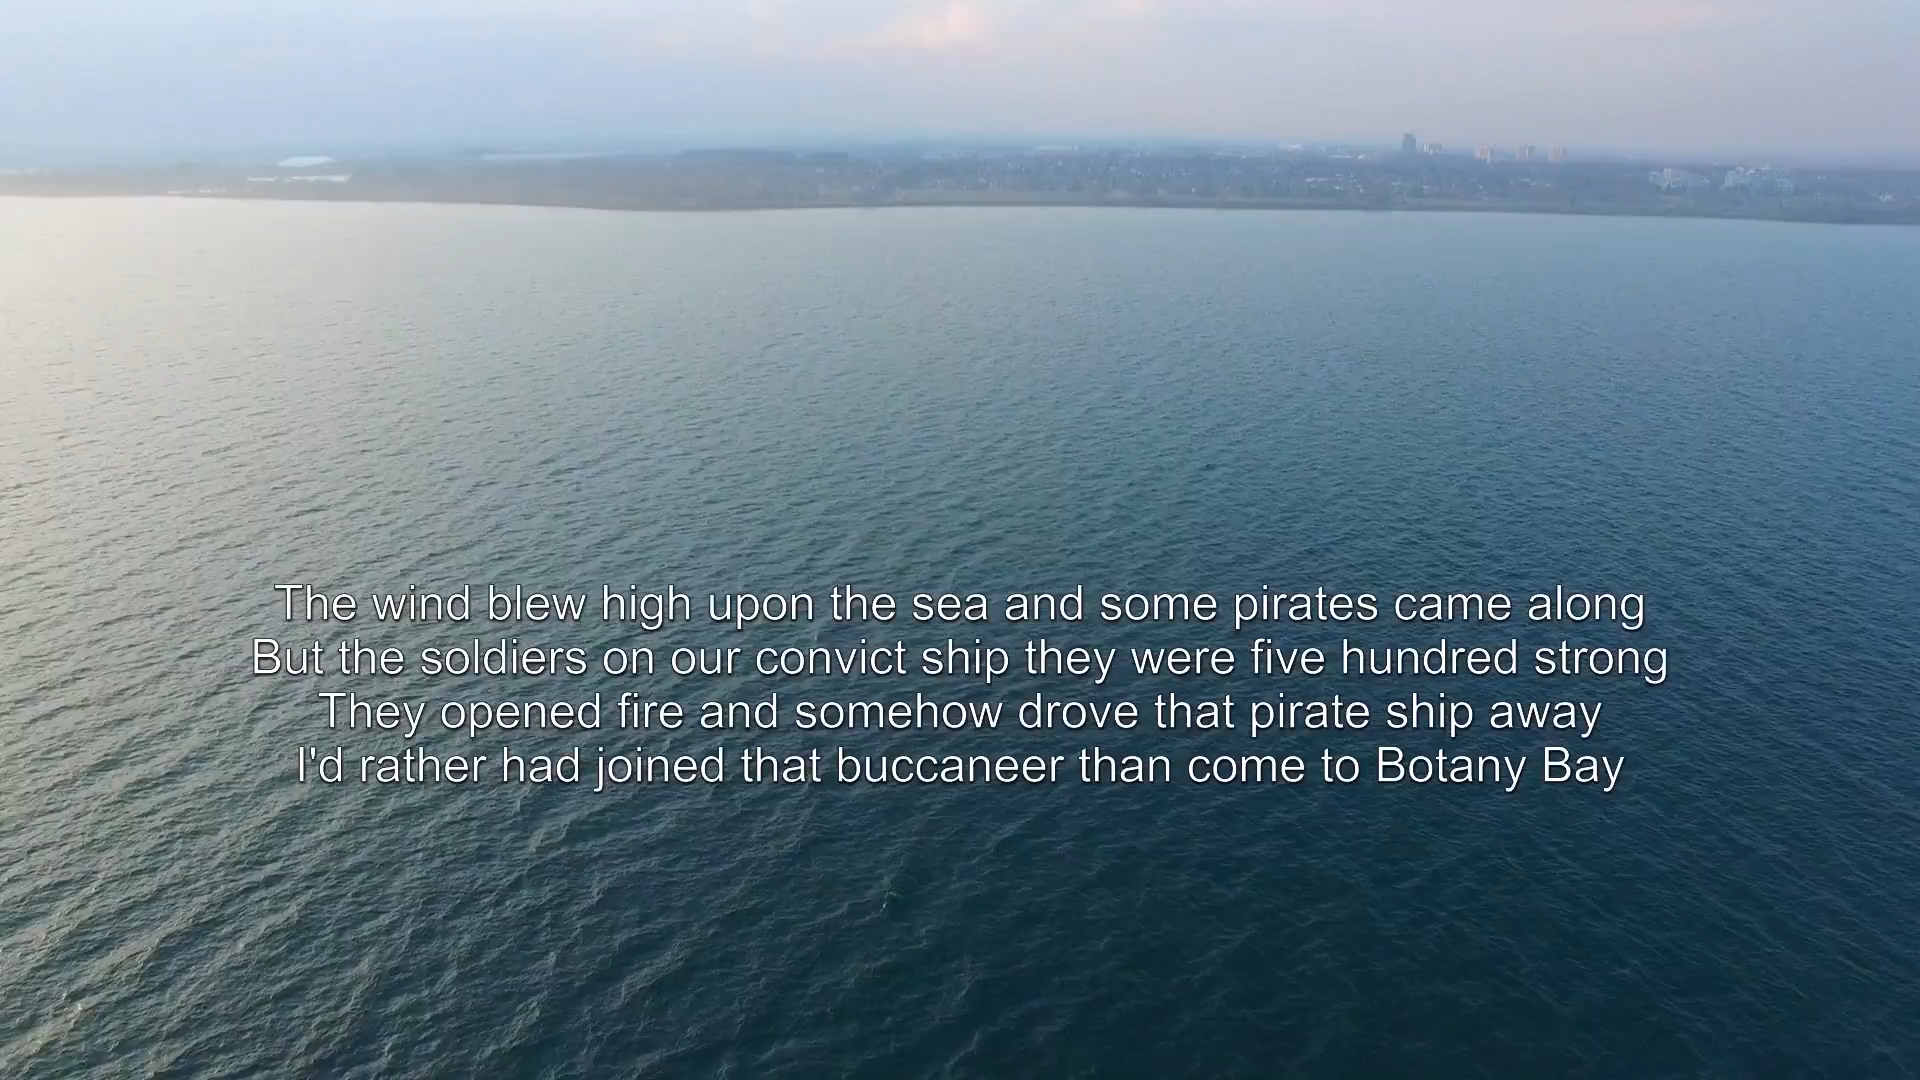 The wind blew high upon the sea and some pirates came along
But the soldiers on our convict ship they were five hundred strong
They opened fire and somehow drove that pirate ship away
I'd rather had joined that buccaneer than come to Botany Bay